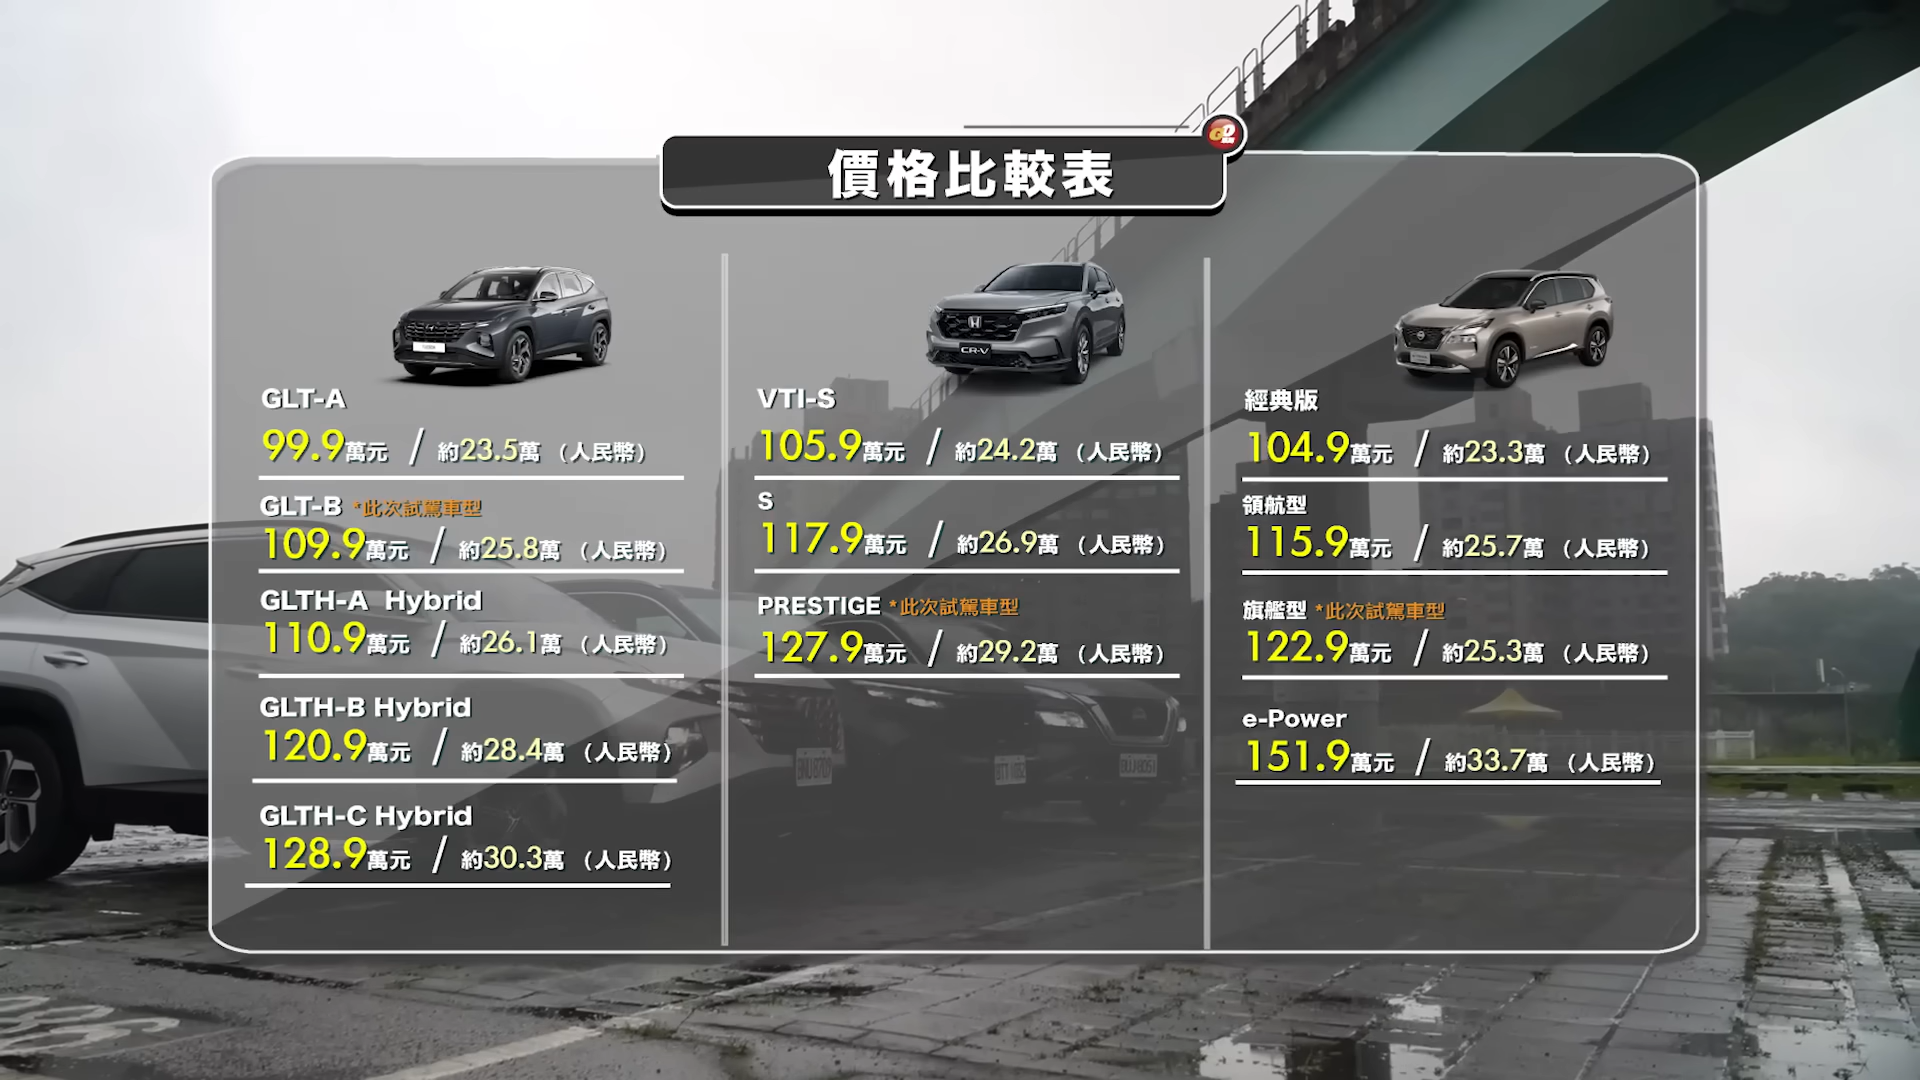 價格比較表
GLT-A
99.9萬元 / 約23.5萬 (人民幣)
GLT-B *此次試駕車型
109.9萬元 / 約25.8萬 (人民幣)
GLTH-A Hybrid
110.9萬元 / 約26.1萬 (人民幣)
GLTH-B Hybrid
120.9萬元 / 約28.4萬 (人民幣)
GLTH-C Hybrid
128.9萬元 / 約30.3萬 (人民幣)
CR-V
VTI-S
105.9萬元 / 約24.2萬 (人民幣)
S
117.9萬元 / 約26.9萬 (人民幣)
PRESTIGE *此次試駕車型
127.9萬元 / 約29.2萬 (人民幣)
經典版
104.9萬元 / 約23.3萬 (人民幣)
領航型
115.9萬元 / 約25.7萬 (人民幣)
旗艦型 *此次試駕車型
122.9萬元 / 約25.3萬 (人民幣)
e-Power
151.9萬元 / 約33.7萬 (人民幣)